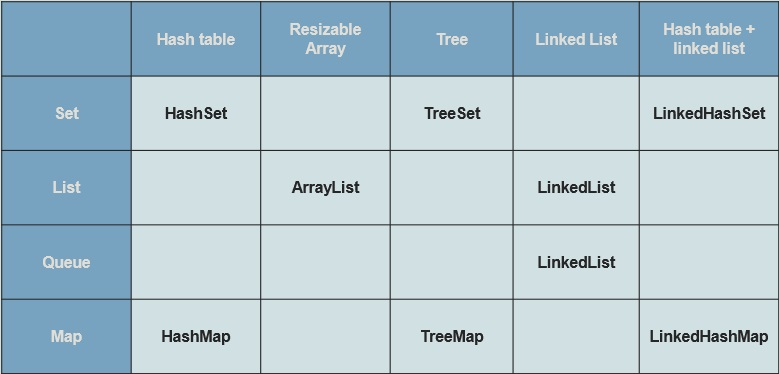 Hash table
Resizable
Array
Tree
Linked List
Hash table +
linked list
Set
HashSet
TreeSet
LinkedHashSet
List
ArrayList
LinkedList
Queue
LinkedList
Map
HashMap
TreeMap
LinkedHashMap